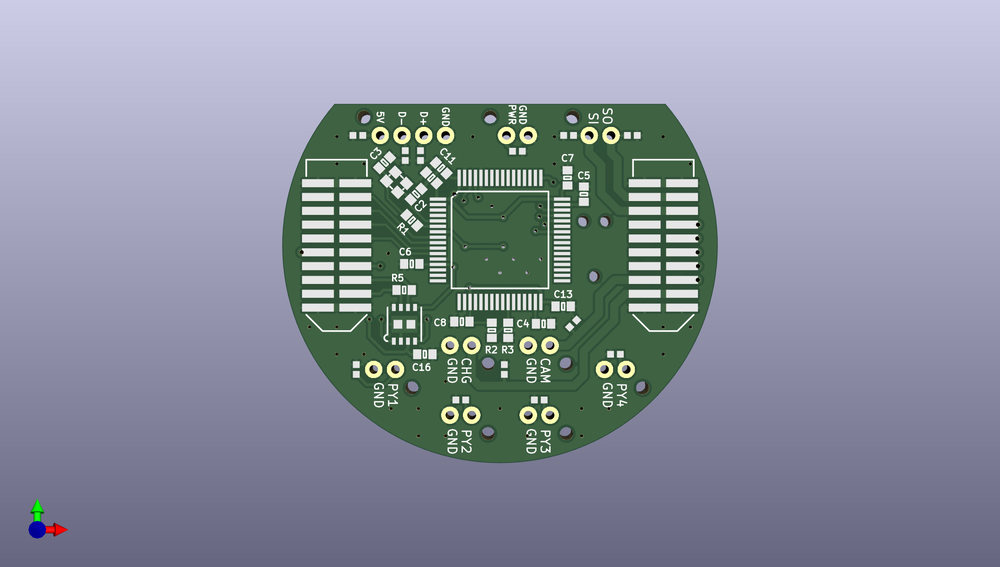 5V
D-
D+
GND
PWR
GND
SI
SO
C3
C11
C7
C5
C2
R1
C6
R5
C13
C8
C4
R2
R3
C16
GND
CHG
GND
CAM
GND
PY1
GND
PY4
GND
PY2
GND
PY3